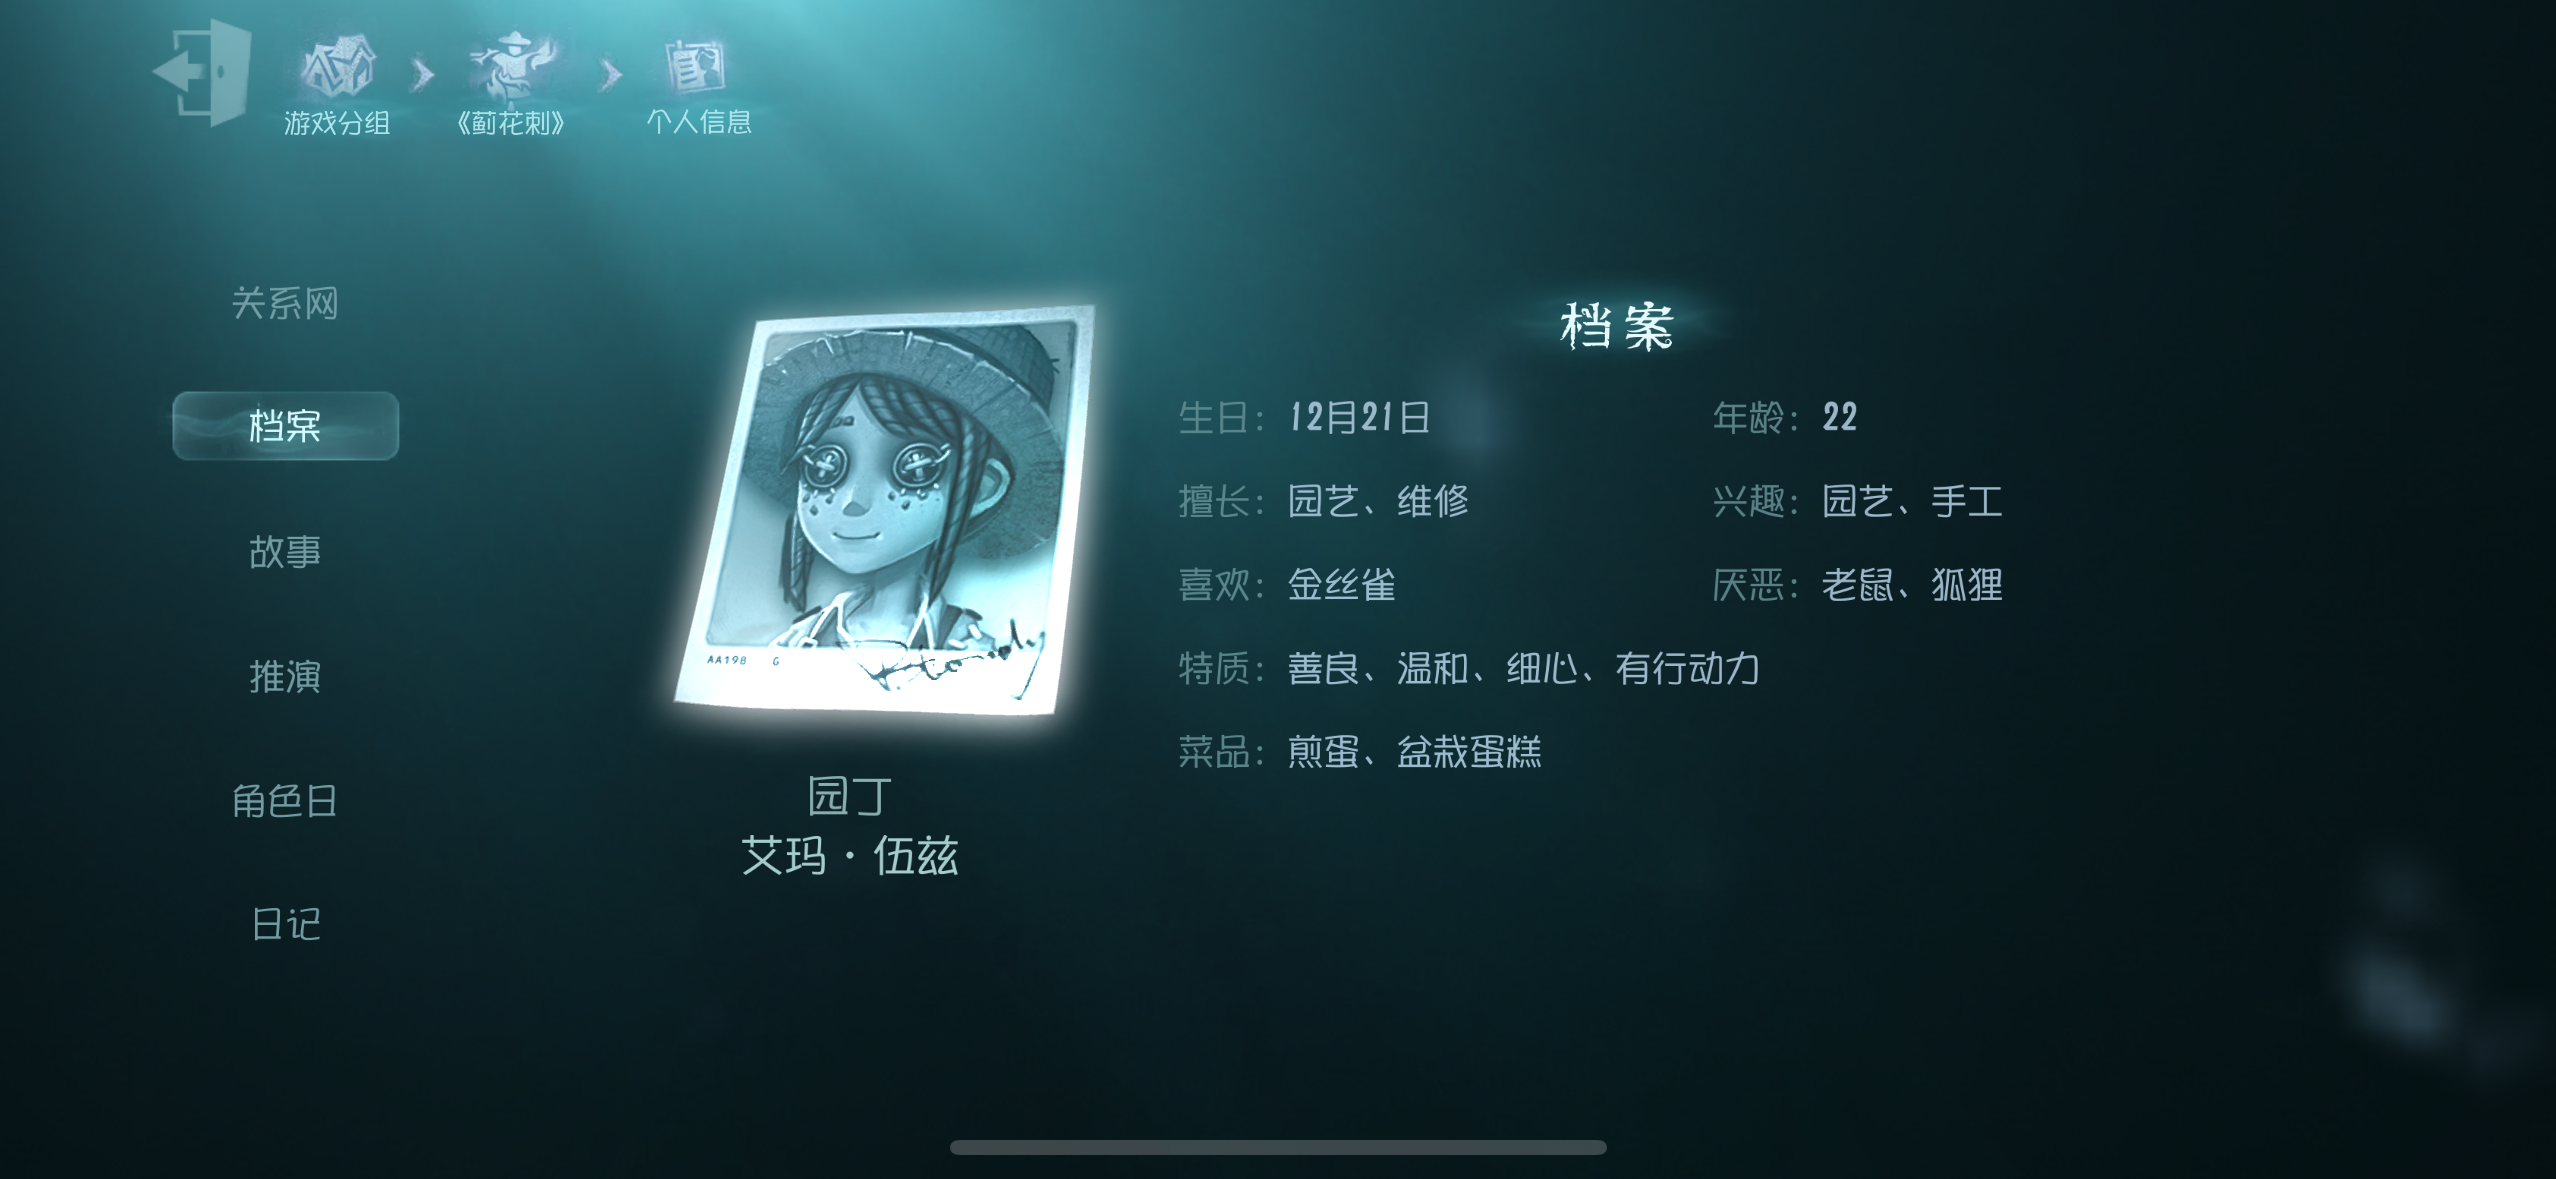 游戏分组
《蓟花刺》
个人信息
关系网
档案
故事
推演
角色日
日记
AA198 G
园丁
艾玛·伍兹
档案
生日：12月21日
年龄：22
擅长：园艺、维修
兴趣：园艺、手工
喜欢：金丝雀
厌恶：老鼠、狐狸
特质：善良、温和、细心、有行动力
菜品：煎蛋、盆栽蛋糕